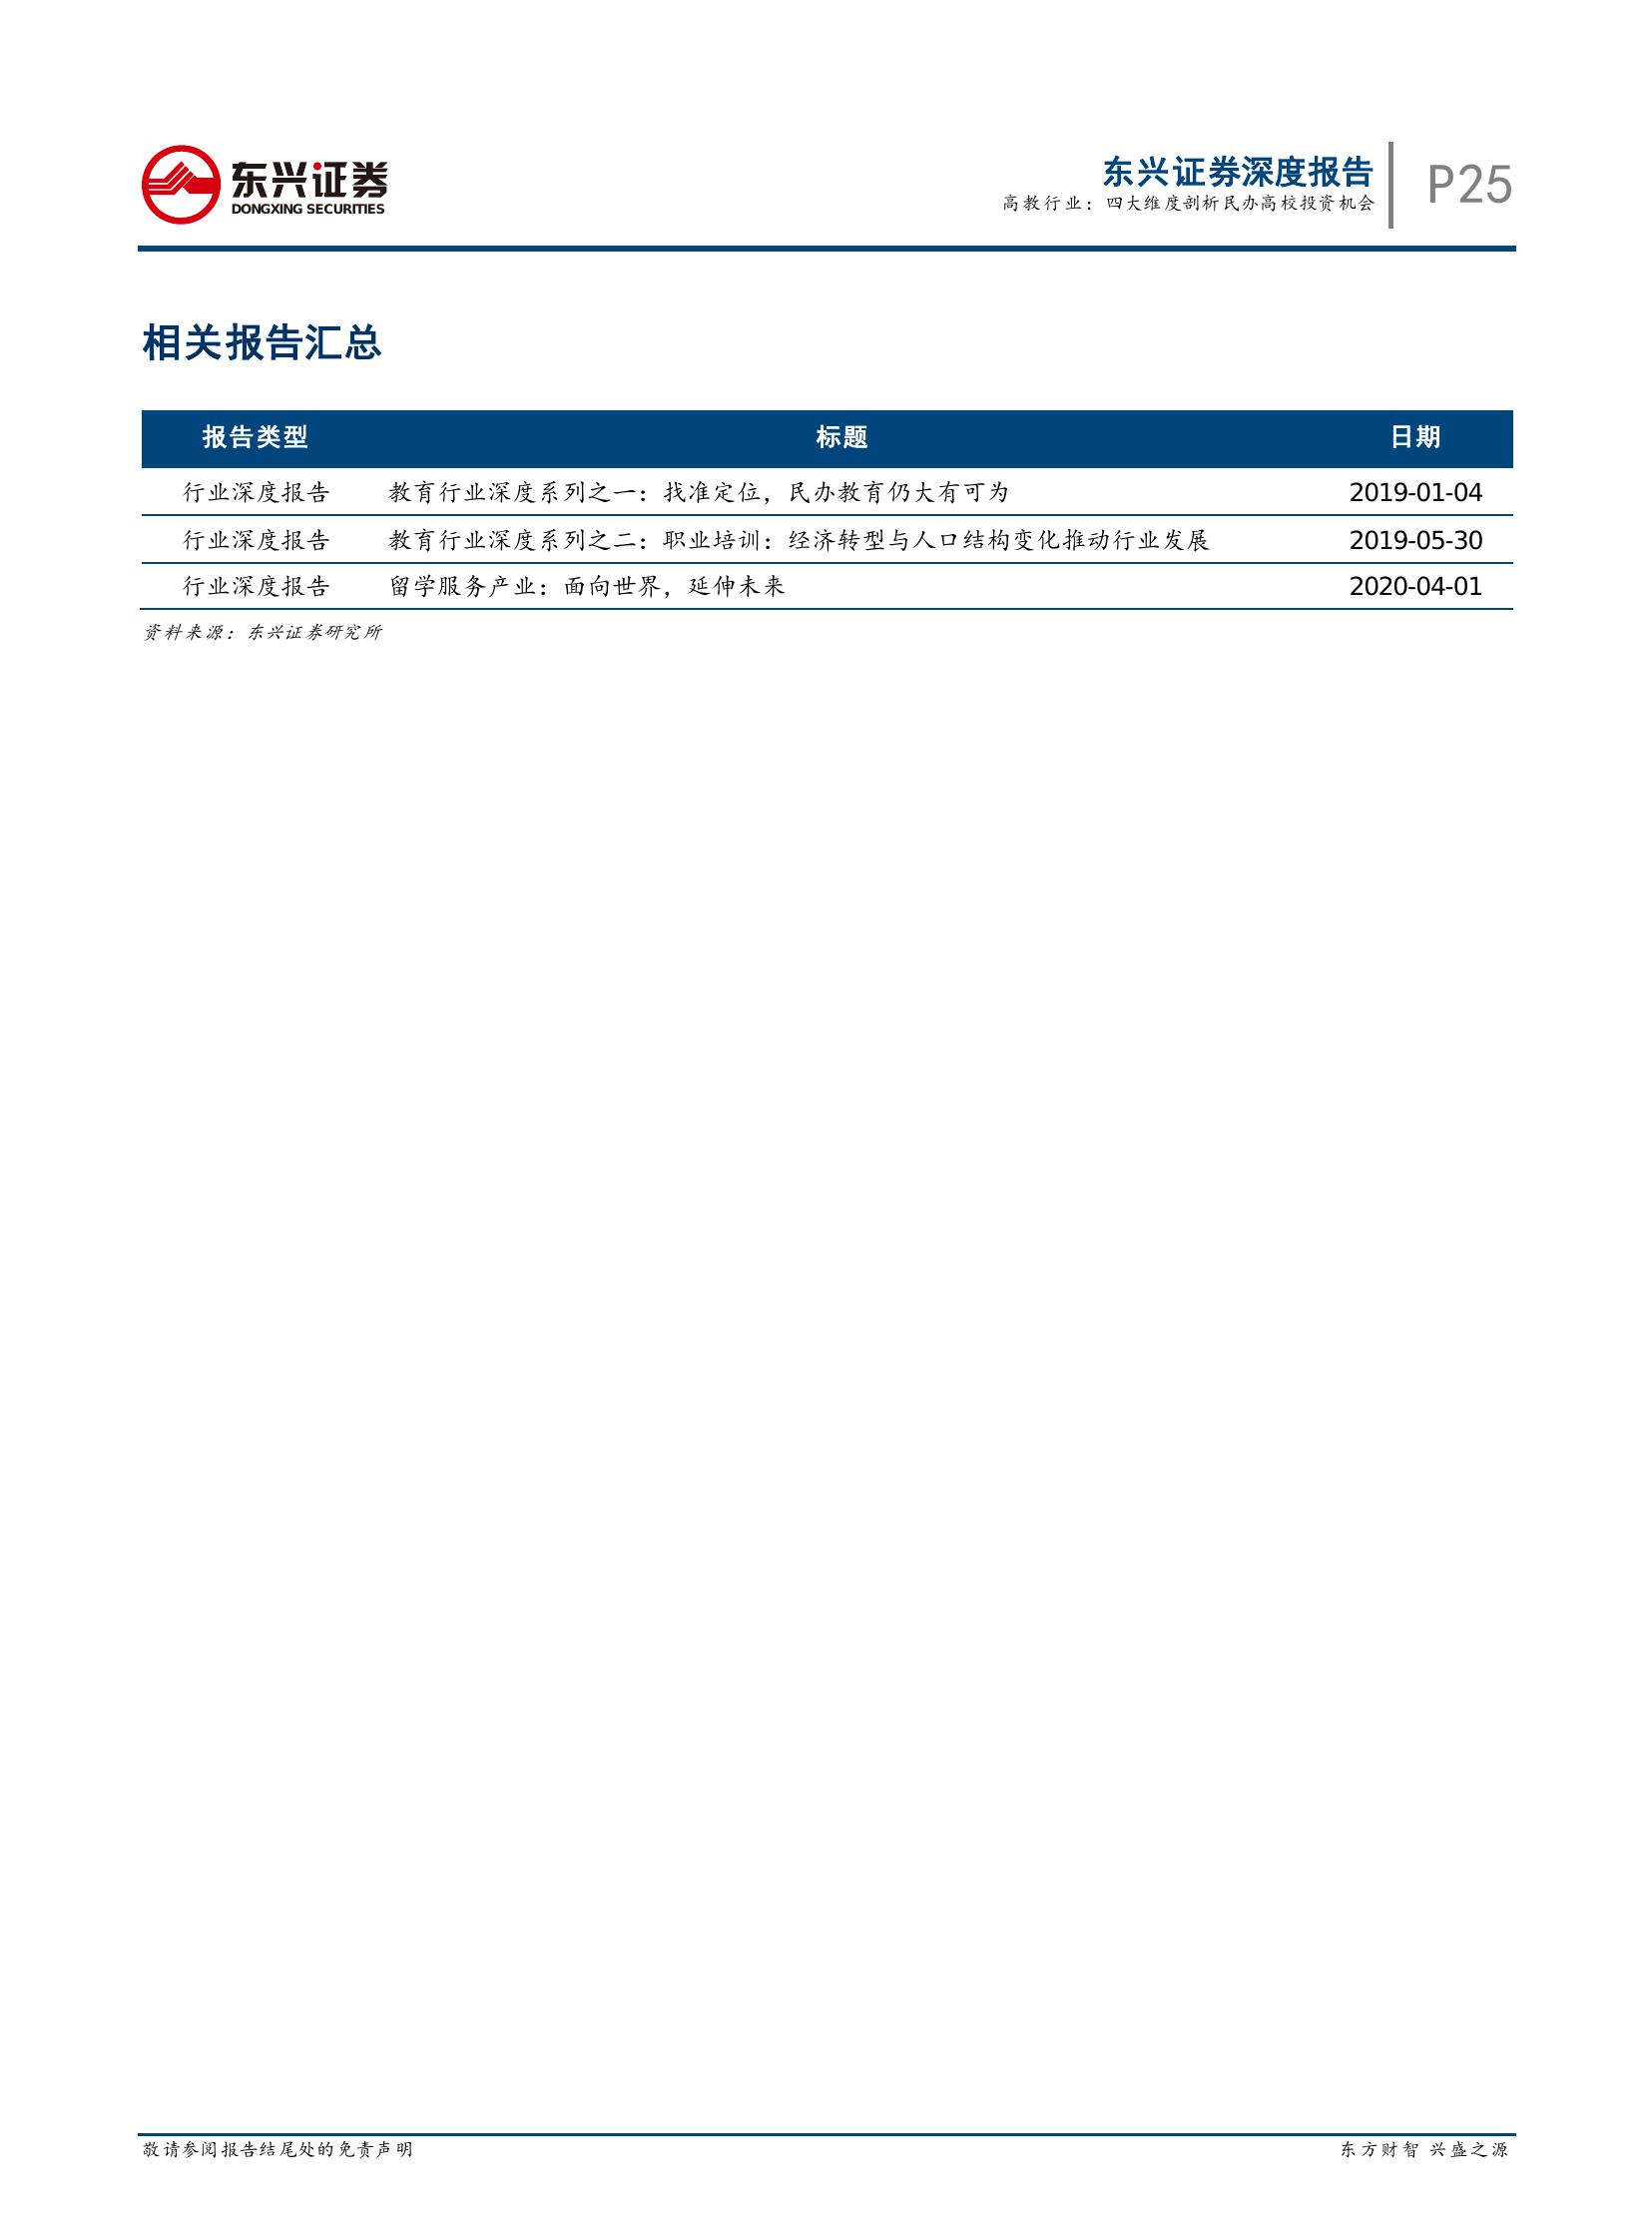 东兴证券
DONGXING SECURITIES
东兴证券深度报告
高教行业：四大维度剖析民办高校投资机会
P25
相关报告汇总
报告类型 标题 日期
行业深度报告 教育行业深度系列之一：找准定位，民办教育仍大有可为 2019-01-04
行业深度报告 教育行业深度系列之二：职业培训：经济转型与人口结构变化推动行业发展 2019-05-30
行业深度报告 留学服务产业：面向世界，延伸未来 2020-04-01
资料来源：东兴证券研究所
敬请参阅报告结尾处的免责声明 东方财智 兴盛之源